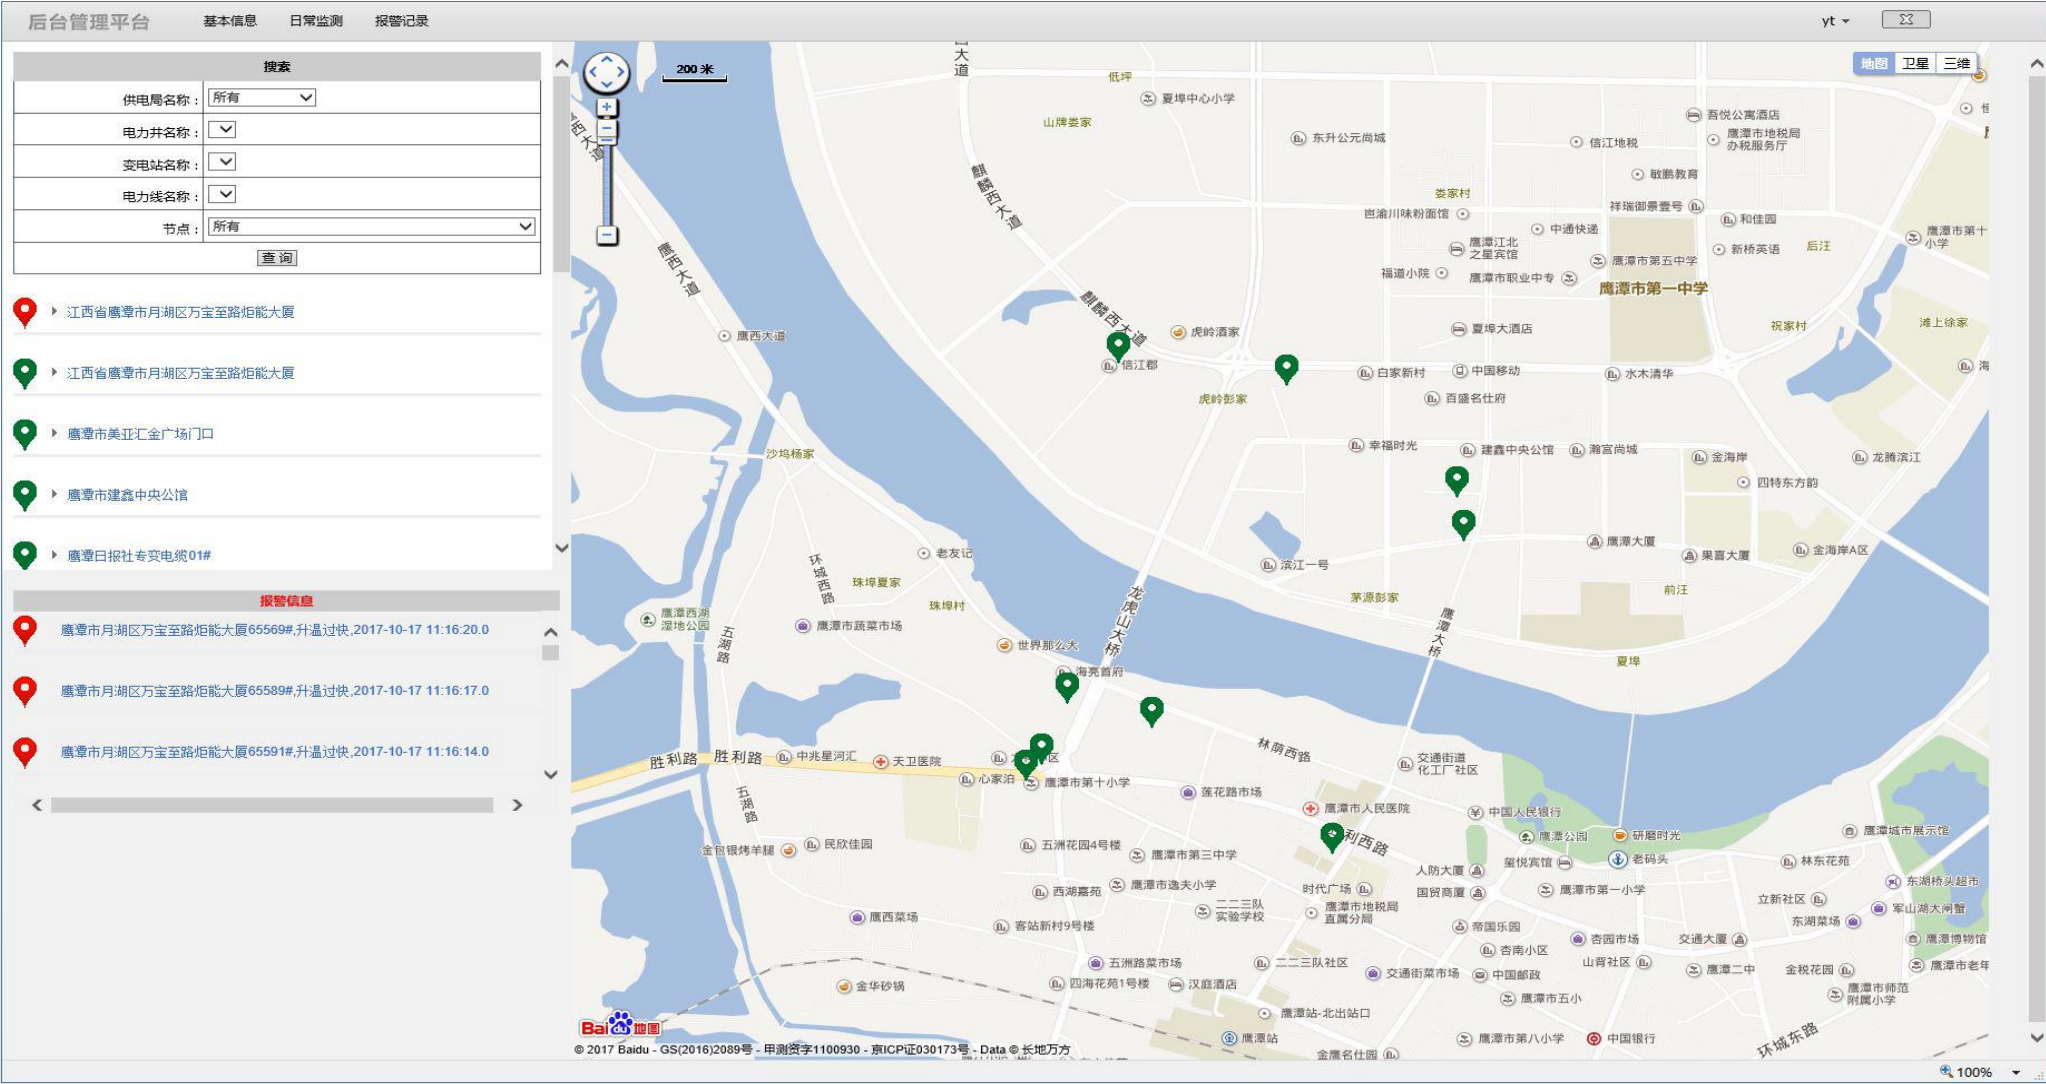 后台管理平台 基本信息 日常监测 报警记录 yt
搜索
供电局名称： 所有
电力井名称：
变电站名称：
电力线名称：
节点： 所有
查 询
江西省鹰潭市月湖区万宝至路炬能大厦
江西省鹰潭市月湖区万宝至路炬能大厦
鹰潭市美亚汇金广场门口
鹰潭市建鑫中央公馆
鹰潭日报社专变电缆01#
报警信息
鹰潭市月湖区万宝至路炬能大厦65569#,升温过快,2017-10-17 11:16:20.0
鹰潭市月湖区万宝至路炬能大厦65589#,升温过快,2017-10-17 11:16:17.0
鹰潭市月湖区万宝至路炬能大厦65591#,升温过快,2017-10-17 11:16:14.0
200 米
地图 卫星 三维
大道
低坪
夏埠中心小学
山牌娄家
东升公元尚城
吾悦公寓酒店
信江地税
鹰潭市地税局
办税服务厅
敏鹏教育
麒麟西大道
娄家村
岜渝川味粉面馆
祥瑞御景壹号
和佳园
中通快递
鹰潭江北
之星宾馆
新桥英语
后汪
鹰潭市第十
小学
鹰西大道
福道小院
鹰潭市职业中专
鹰潭市第五中学
鹰潭市第一中学
麒麟西大道
鹰西大道
虎岭酒家
夏埠大酒店
祝家村
滩上徐家
信江郡
白家新村
中国移动
水木清华
海
虎岭彭家
百盛名仕府
沙坞杨家
幸福时光
建鑫中央公馆
瀚宫尚城
金海岸
龙腾滨江
四特东方韵
老友记
环城西路
珠埠夏家
珠埠村
滨江一号
鹰潭大厦
果喜大厦
金海岸A区
茅源彭家
前汪
龙虎山大桥
鹰潭大桥
鹰潭西湖
湿地公园
五湖路
鹰潭市蔬菜市场
世界那么大
海亮首府
夏埠
胜利路 胜利路
中兆星河汇
天卫医院
区
心家泊
鹰潭市第十小学
林荫西路
交通街道
化工厂社区
五湖路
莲花路市场
鹰潭市人民医院
中国人民银行
利西路
鹰潭公园
研磨时光
鹰潭城市展示馆
金包银烤羊腿
民欣佳园
五洲花园4号楼
鹰潭市第三中学
人防大厦
玺悦宾馆
老码头
林东花苑
西湖嘉苑
鹰潭市逸夫小学
时代广场
国贸商厦
鹰潭市第一小学
东湖桥头超市
鹰西菜场
二二三队
实验学校
鹰潭市地税局
直属分局
立新社区
军山湖大闸蟹
东湖菜场
客站新村9号楼
帝国乐园
杏园市场
交通大厦
鹰潭博物馆
杏南小区
五洲路菜市场
二二三队社区
交通街菜市场
中国邮政
山背社区
鹰潭二中
金税花园
鹰潭市老年
金华砂锅
四海花苑1号楼
汉庭酒店
鹰潭市五小
鹰潭市师范
附属小学
鹰潭站-北出站口
Bai du 地图
鹰潭站
鹰潭市第八小学
中国银行
环城东路
© 2017 Baidu - GS(2016)2089号 - 甲测资字1100930 - 京ICP证030173号 - Data © 长地万方
金鹰名仕园
100%